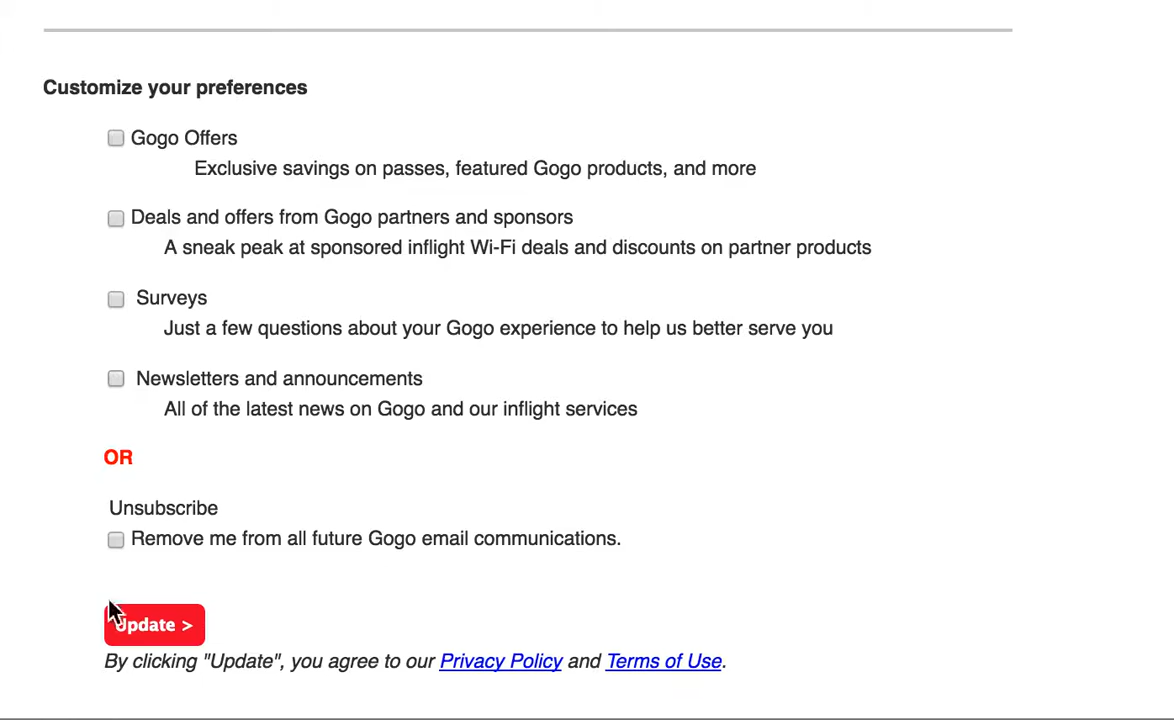 Customize your preferences
Gogo Offers
Exclusive savings on passes, featured Gogo products, and more
Deals and offers from Gogo partners and sponsors
A sneak peak at sponsored inflight Wi-Fi deals and discounts on partner products
Surveys
Just a few questions about your Gogo experience to help us better serve you
Newsletters and announcements
All of the latest news on Gogo and our inflight services
OR
Unsubscribe
Remove me from all future Gogo email communications.
Update >
By clicking "Update", you agree to our Privacy Policy and Terms of Use.